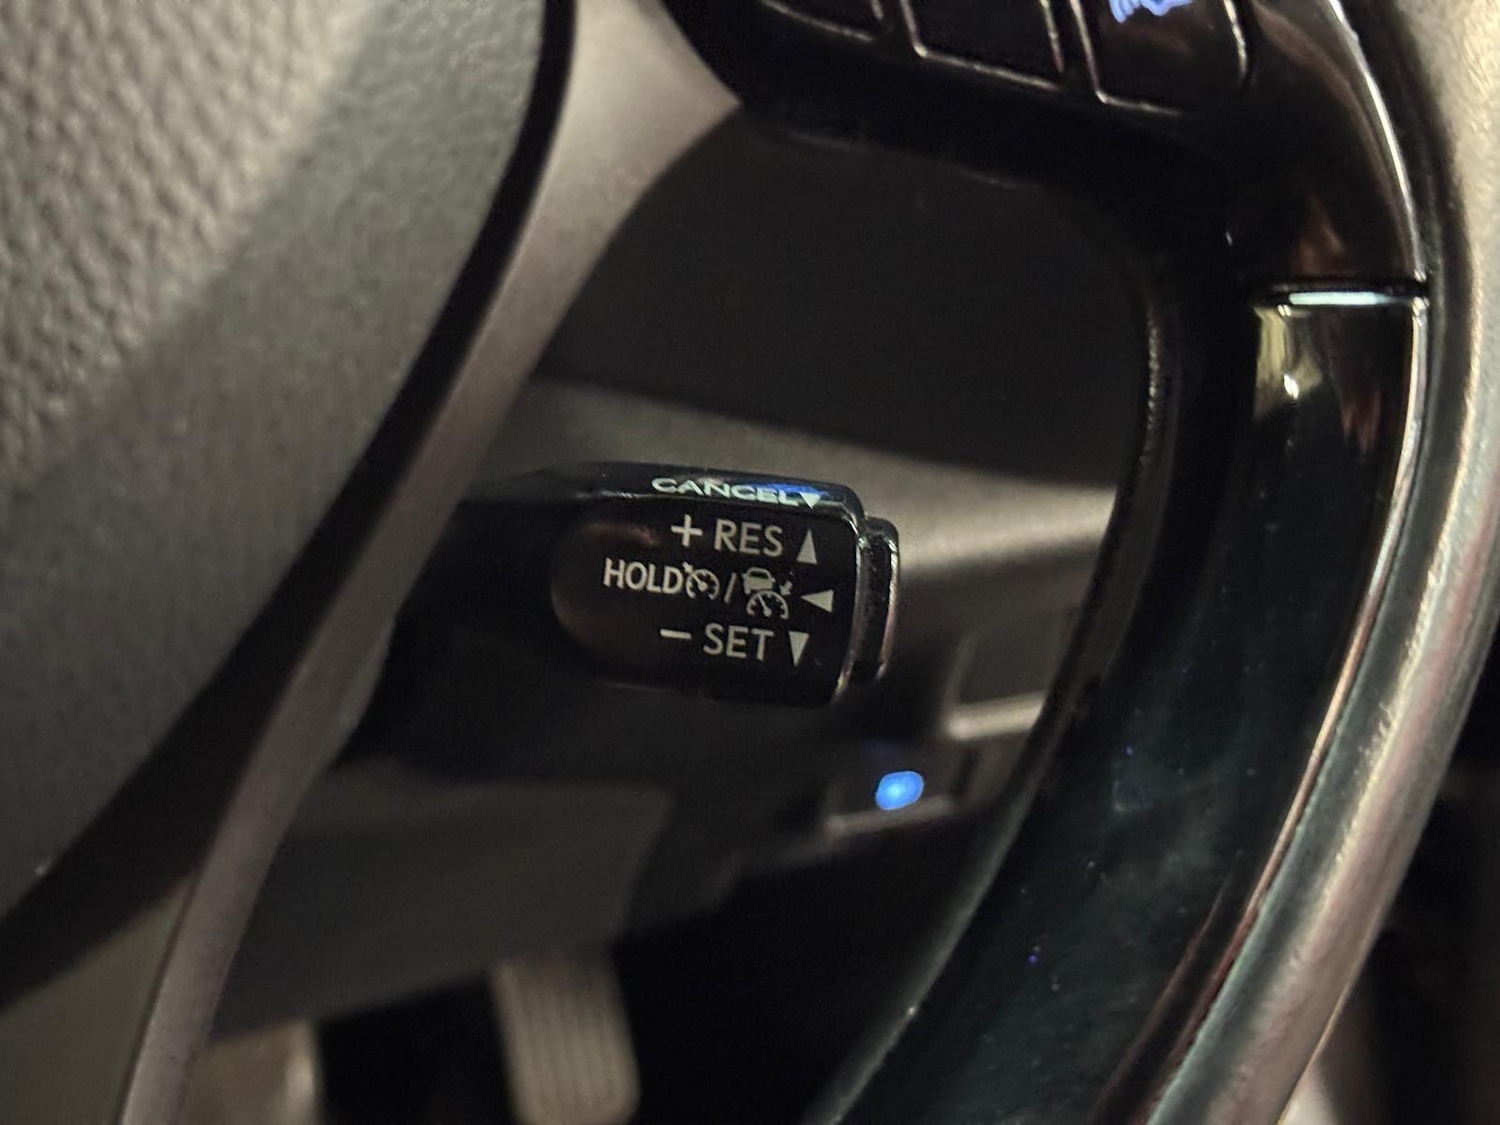 CANCEL▼
+ RES ▲
HOLD / ◀
− SET ▼